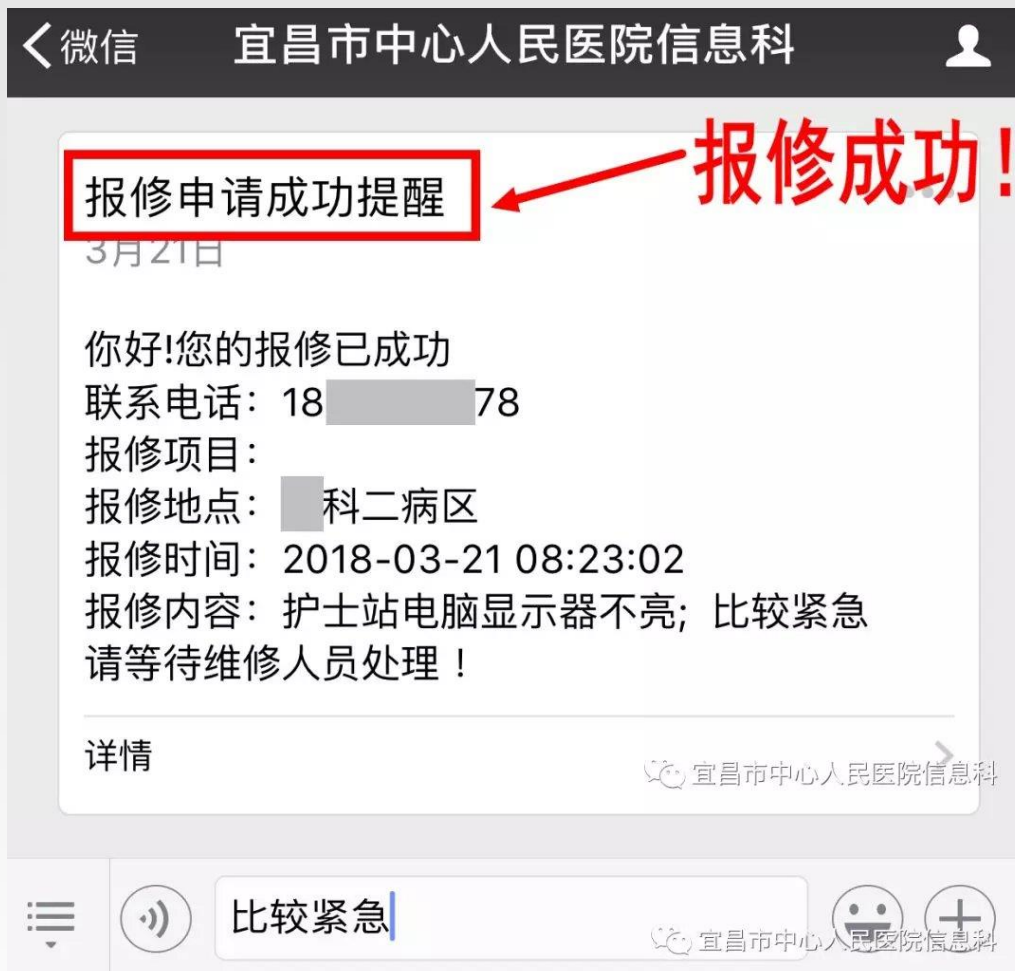 微信
宜昌市中心人民医院信息科
报修成功!
报修申请成功提醒
3月21日
你好!您的报修已成功
联系电话：18 78
报修项目：
报修地点： 科二病区
报修时间：2018-03-21 08:23:02
报修内容：护士站电脑显示器不亮；比较紧急
请等待维修人员处理！
详情
宜昌市中心人民医院信息科
比较紧急
宜昌市中心人民医院信息科